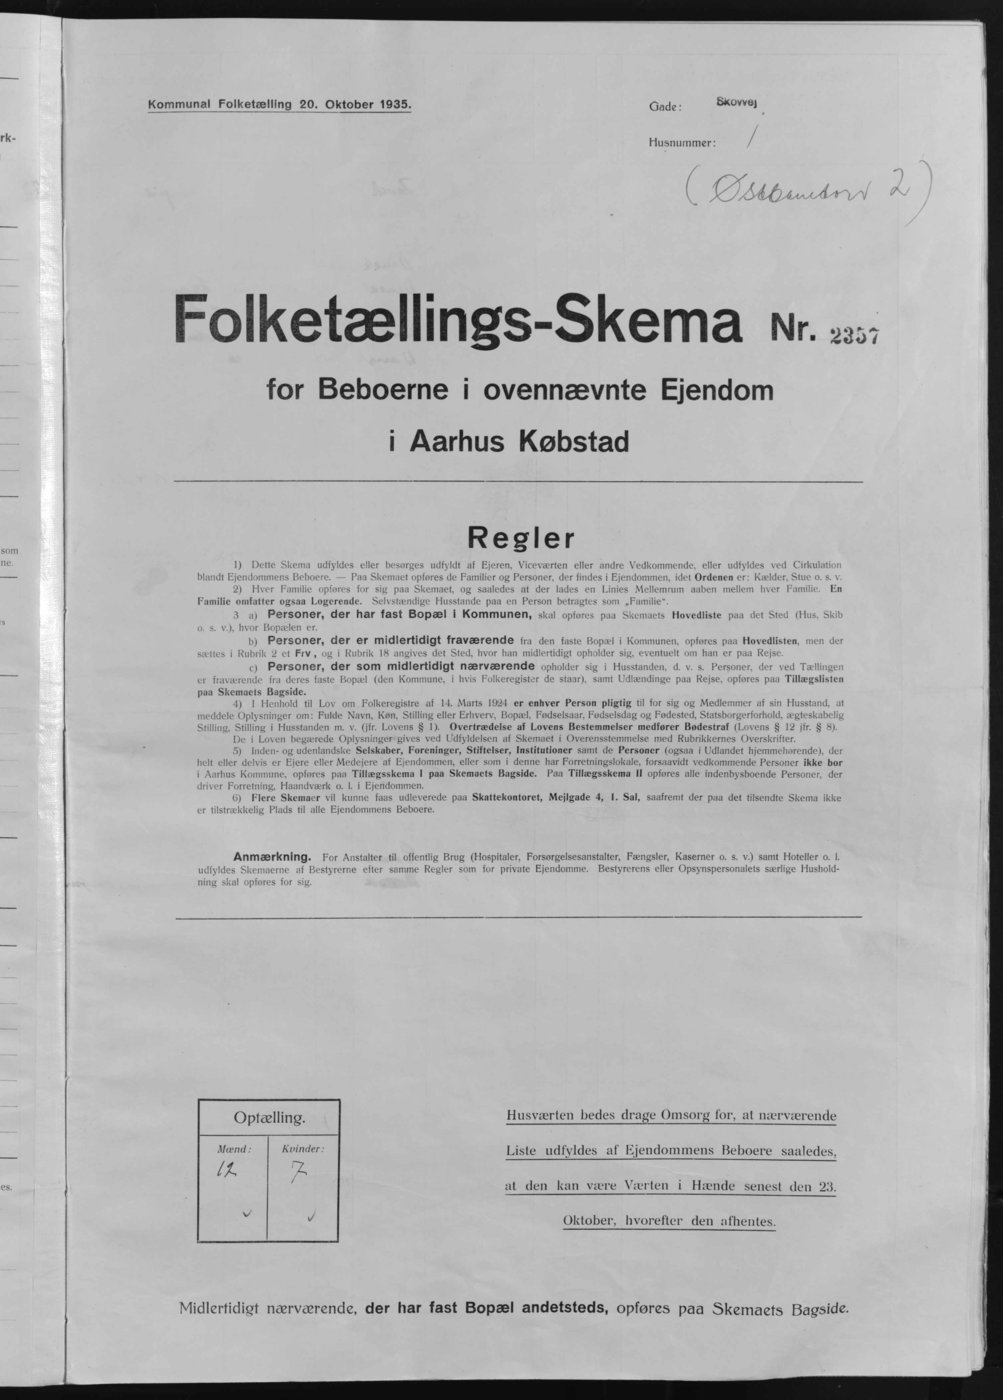 Kommunal Folketælling 20. Oktober 1935.
Gade: Skovvej
Husnummer: 1
( 2)
Folketællings-Skema Nr. 2357
for Beboerne i ovennævnte Ejendom
i Aarhus Købstad
Regler
1) Dette Skema udfyldes eller besørges udfyldt af Ejeren, Viceværten eller andre Vedkommende, eller udfyldes ved Cirkulation
blandt Ejendommens Beboere. — Paa Skemaet opføres de Familier og Personer, der findes i Ejendommen, idet Ordenen er: Kælder, Stue o. s. v.
2) Hver Familie opføres for sig paa Skemaet, og saaledes at der lades en Linies Mellemrum aaben mellem hver Familie. En
Familie omfatter ogsaa Logerende. Selvstændige Husstande paa en Person betragtes som „Familie“.
3 a) Personer, der har fast Bopæl i Kommunen, skal opføres paa Skemaets Hovedliste paa det Sted (Hus, Skib
o. s. v.), hvor Bopælen er.
b) Personer, der er midlertidigt fraværende fra den faste Bopæl i Kommunen, opføres paa Hovedlisten, men der
sættes i Rubrik 2 et Frv, og i Rubrik 18 angives det Sted, hvor han midlertidigt opholder sig, eventuelt om han er paa Rejse.
c) Personer, der som midlertidigt nærværende opholder sig i Husstanden, d. v. s. Personer, der ved Tællingen
er fraværende fra deres faste Bopæl (den Kommune, i hvis Folkeregister de staar), samt Udlændinge paa Rejse, opføres paa Tillægslisten
paa Skemaets Bagside.
4) I Henhold til Lov om Folkeregistre af 14. Marts 1924 er enhver Person pligtig til for sig og Medlemmer af sin Husstand, at
meddele Oplysninger om: Fulde Navn, Køn, Stilling eller Erhverv, Bopæl, Fødselsaar, Fødselsdag og Fødested, Statsborgerforhold, ægteskabelig
Stilling, Stilling i Husstanden m. v. (jfr. Lovens § 1). Overtrædelse af Lovens Bestemmelser medfører Bødestraf (Lovens § 12 jfr. § 8).
De i Loven begærede Oplysninger gives ved Udfyldelsen af Skemaet i Overensstemmelse med Rubrikkernes Overskrifter.
5) Inden- og udenlandske Selskaber, Foreninger, Stiftelser, Institutioner samt de Personer (ogsaa i Udlandet hjemmehørende), der
helt eller delvis er Ejere eller Medejere af Ejendommen, eller som i denne har Forretningslokale, forsaavidt vedkommende Personer ikke bor
i Aarhus Kommune, opføres paa Tillægsskema I paa Skemaets Bagside. Paa Tillægsskema II opføres alle indenbysboende Personer, der
driver Forretning, Haandværk o. l. i Ejendommen.
6) Flere Skemaer vil kunne faas udleverede paa Skattekontoret, Mejlgade 4, 1. Sal, saafremt der paa det tilsendte Skema ikke
er tilstrækkelig Plads til alle Ejendommens Beboere.
Anmærkning. For Anstalter til offentlig Brug (Hospitaler, Forsørgelsesanstalter, Fængsler, Kaserner o. s. v.) samt Hoteller o. l.
udfyldes Skemaerne af Bestyrerne efter samme Regler som for private Ejendomme. Bestyrerens eller Opsynspersonalets særlige Hushold-
ning skal opføres for sig.
Optælling.
Mænd: Kvinder:
12 7
Husværten bedes drage Omsorg for, at nærværende
Liste udfyldes af Ejendommens Beboere saaledes,
at den kan være Værten i Hænde senest den 23.
Oktober, hvorefter den afhentes.
Midlertidigt nærværende, der har fast Bopæl andetsteds, opføres paa Skemaets Bagside.